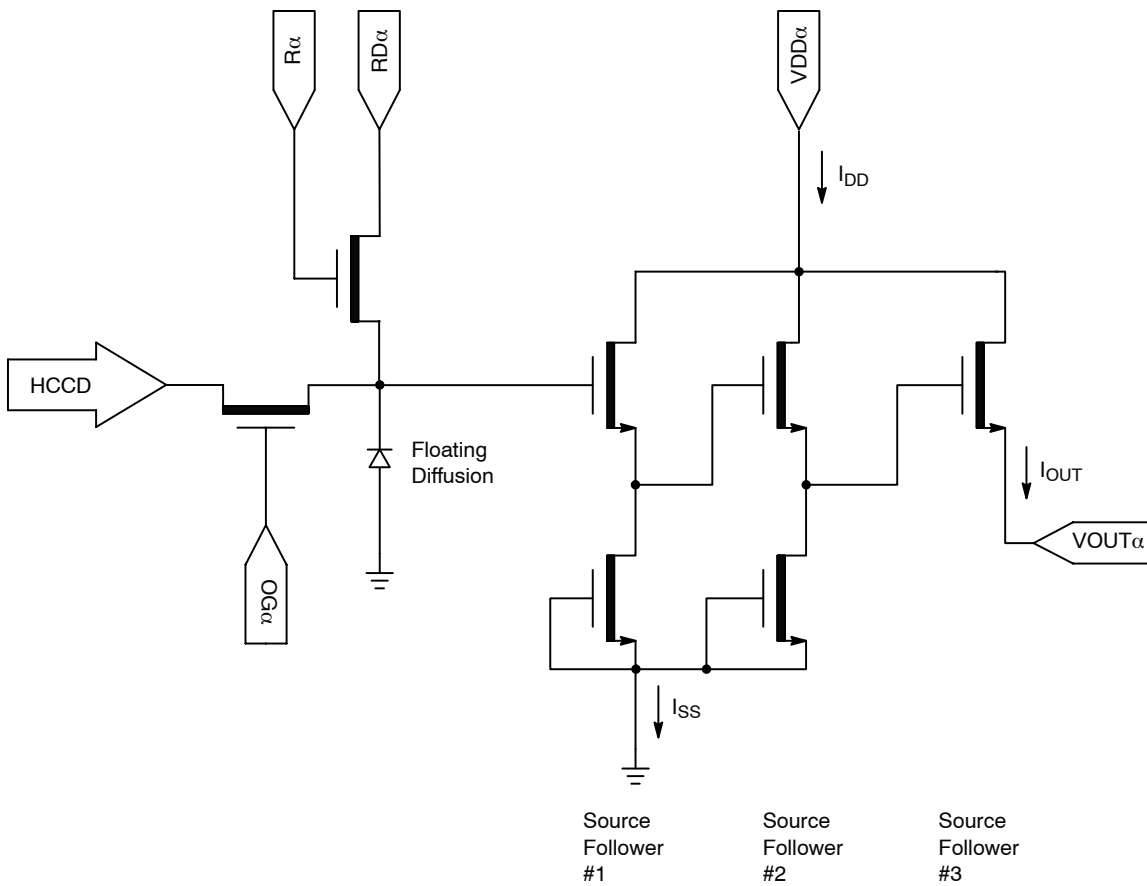 Rα
RDα
VDDα
IDD
HCCD
Floating
Diffusion
IOUT
VOUTα
OGα
ISS
Source
Follower
#1
Source
Follower
#2
Source
Follower
#3